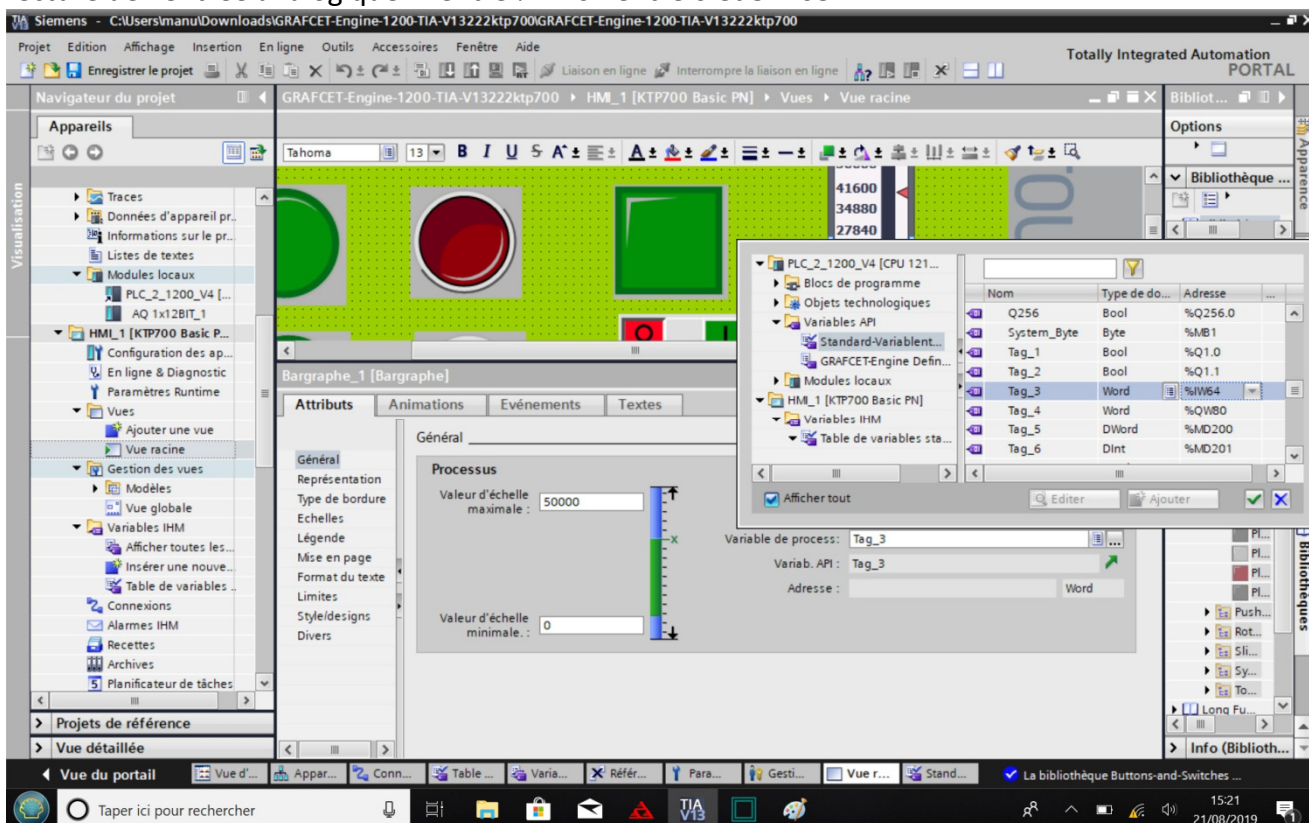 Siemens - C:\Users\manu\Downloads\GRAFCET-Engine-1200-TIA-V13222ktp700\GRAFCET-Engine-1200-TIA-V13222ktp700
Projet Edition Affichage Insertion En ligne Outils Accessoires Fenêtre Aide
Totally Integrated Automation
PORTAL
Enregistrer le projet Liaison en ligne Interrompre la liaison en ligne
Navigateur du projet
GRAFCET-Engine-1200-TIA-V13222ktp700 HMI_1 [KTP700 Basic PN] Vues Vue racine
Bibliot...
Appareils
Options
Tahoma 13 B I U S A A
Visualisation
Traces
Données d'appareil pr..
Informations sur le pr...
Listes de textes
Modules locaux
PLC_2_1200_V4 [...
AQ 1x12BIT_1
HMI_1 [KTP700 Basic P...
Configuration des ap...
En ligne & Diagnostic
Paramètres Runtime
Vues
Ajouter une vue
Vue racine
Gestion des vues
Modèles
Vue globale
Variables IHM
Afficher toutes les...
Insérer une nouve...
Table de variables ..
Connexions
Alarmes IHM
Recettes
Archives
Planificateur de tâches
Projets de référence
Vue détaillée
41600
34880
27840
Bibliothèque ...
Apparence
Bibliothèques
PLC_2_1200_V4 [CPU 121...
Blocs de programme
Objets technologiques
Variables API
Standard-Variablent...
GRAFCET-Engine Defin...
Modules locaux
HMI_1 [KTP700 Basic PN]
Variables IHM
Table de variables sta...
Nom Type de do... Adresse ...
Q256 Bool %Q256.0
System_Byte Byte %MB1
Tag_1 Bool %Q1.0
Tag_2 Bool %Q1.1
Tag_3 Word %IW64
Tag_4 Word %QW80
Tag_5 DWord %MD200
Tag_6 DInt %MD201
Afficher tout Editer Ajouter
Bargraphe_1 [Bargraphe]
Attributs Animations Evénements Textes
Général
Représentation
Type de bordure
Echelles
Légende
Mise en page
Format du texte
Limites
Style/designs
Divers
Général
Processus
Valeur d'échelle
maximale : 50000
Valeur d'échelle
minimale. : 0
Variable de process: Tag_3
Variab. API : Tag_3
Adresse : Word
Pl...
Pl...
Pl...
Pl...
Push...
Rot...
Sli...
Sy...
To...
Long Fu...
Info (Biblioth...
Vue du portail Vue d'... Appar... Conn... Table ... Varia... Référ... Para... Gesti... Vue r... Stand... La bibliothèque Buttons-and-Switches ...
Taper ici pour rechercher
TIA
V13
15:21
21/08/2019